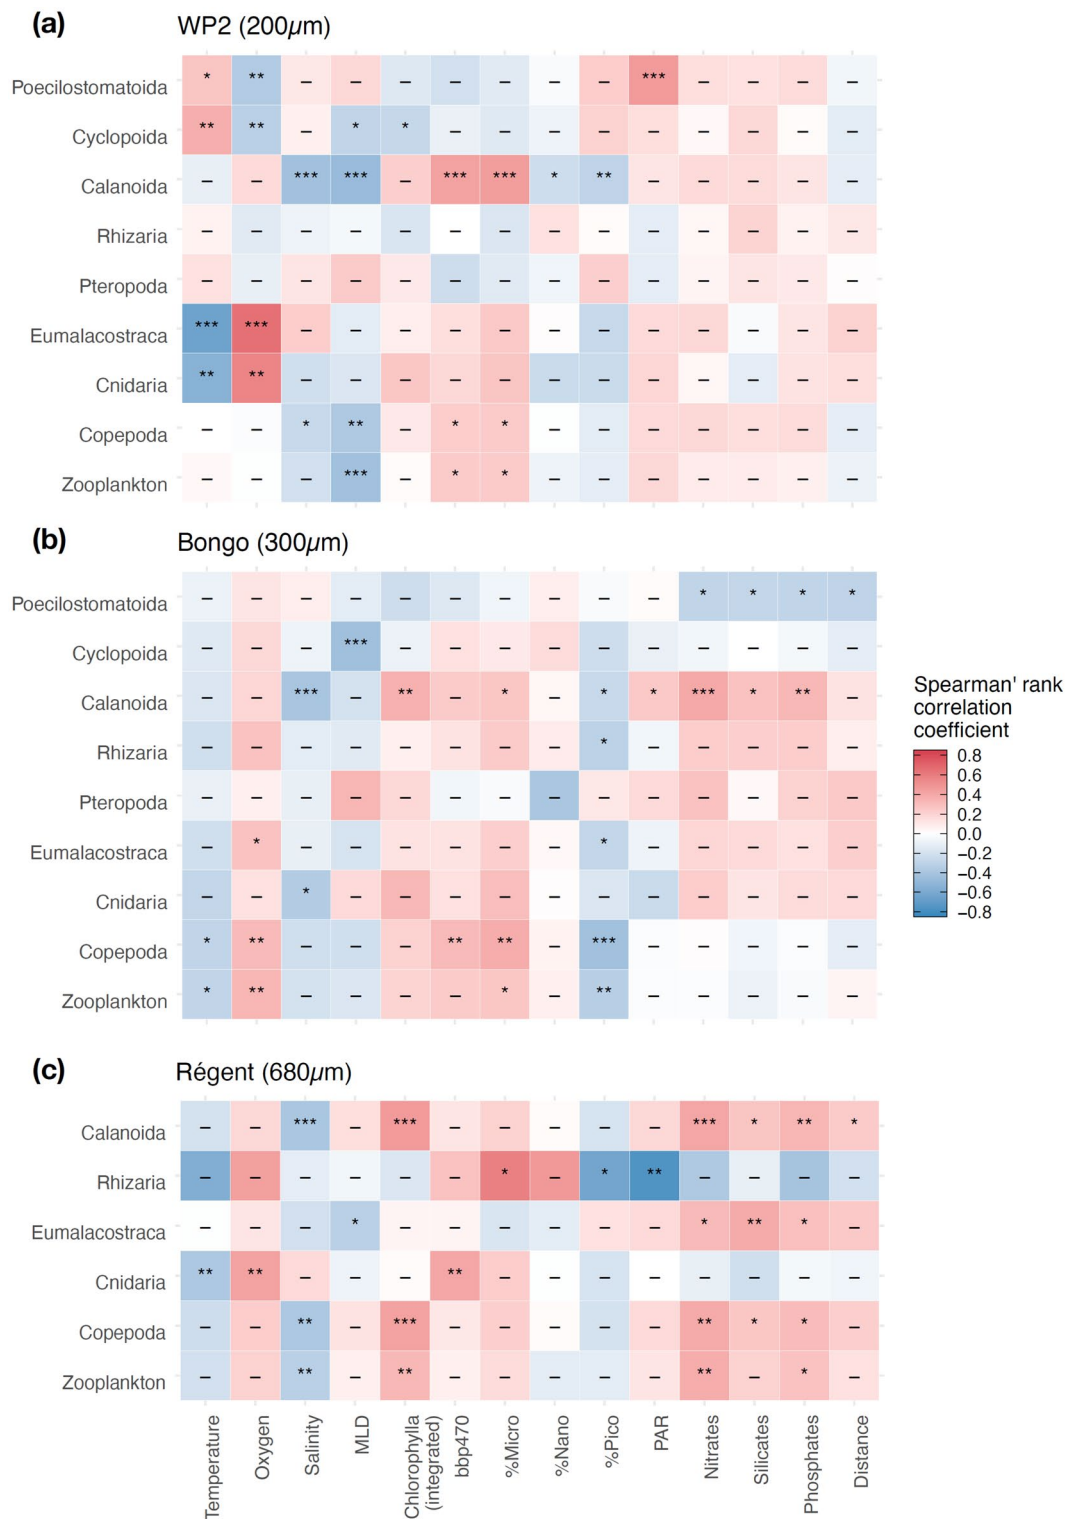 (a) WP2 (200μm)
Poecilostomatoida * ** – – – – – – – *** – – – –
Cyclopoida ** ** – * * – – – – – – – – –
Calanoida – – *** *** – *** *** * ** – – – – –
Rhizaria – – – – – – – – – – – – – –
Pteropoda – – – – – – – – – – – – – –
Eumalacostraca *** *** – – – – – – – – – – – –
Cnidaria ** ** – – – – – – – – – – – –
Copepoda – – * ** – * * – – – – – – –
Zooplankton – – – *** – * * – – – – – – –
(b) Bongo (300μm)
Poecilostomatoida – – – – – – – – – – * * * *
Cyclopoida – – – *** – – – – – – – – – –
Calanoida – – *** – ** – * – * * *** * ** –
Rhizaria – – – – – – – – * – – – – –
Pteropoda – – – – – – – – – – – – – –
Eumalacostraca – * – – – – – – * – – – – –
Cnidaria – – * – – – – – – – – – – –
Copepoda * ** – – – ** ** – *** – – – – –
Zooplankton * ** – – – – * – ** – – – – –
Spearman' rank
correlation
coefficient
0.8
0.6
0.4
0.2
0.0
−0.2
−0.4
−0.6
−0.8
(c) Régent (680μm)
Calanoida – – *** – *** – – – – – *** * ** *
Rhizaria – – – – – – * – * ** – – – –
Eumalacostraca – – – * – – – – – – * ** * –
Cnidaria ** ** – – – ** – – – – – – – –
Copepoda – – ** – *** – – – – – ** * * –
Zooplankton – – ** – ** – – – – – ** – * –
Temperature
Oxygen
Salinity
MLD
Chlorophylla
(integrated)
bbp470
%Micro
%Nano
%Pico
PAR
Nitrates
Silicates
Phosphates
Distance